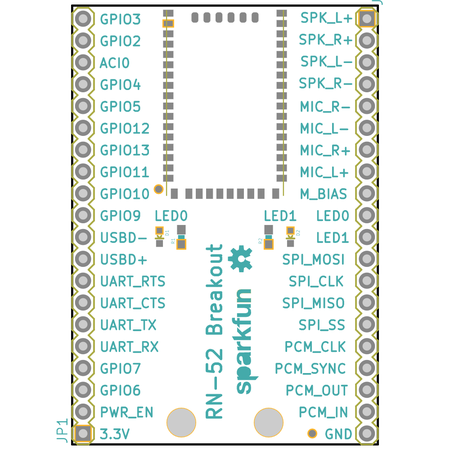 GPIO3
GPIO2
ACI0
GPIO4
GPIO5
GPIO12
GPIO13
GPIO11
GPIO10
GPIO9
USBD-
USBD+
UART_RTS
UART_CTS
UART_TX
UART_RX
GPIO7
GPIO6
PWR_EN
3.3V
JP1
LED0
LED1
RN-52 Breakout
sparkfun
SPK_L+
SPK_R+
SPK_L-
SPK_R-
MIC_R-
MIC_L-
MIC_R+
MIC_L+
M_BIAS
LED0
LED1
SPI_MOSI
SPI_CLK
SPI_MISO
SPI_SS
PCM_CLK
PCM_SYNC
PCM_OUT
PCM_IN
GND